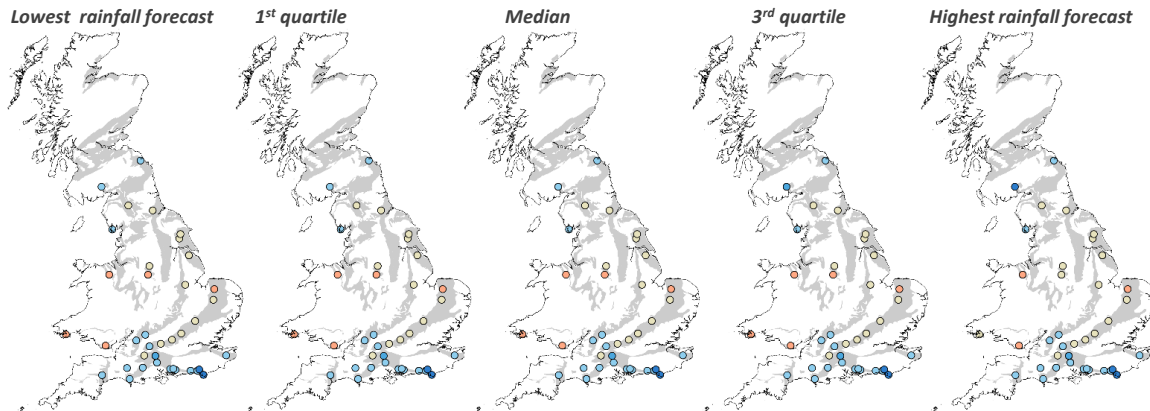 Lowest rainfall forecast
1st quartile
Median
3rd quartile
Highest rainfall forecast